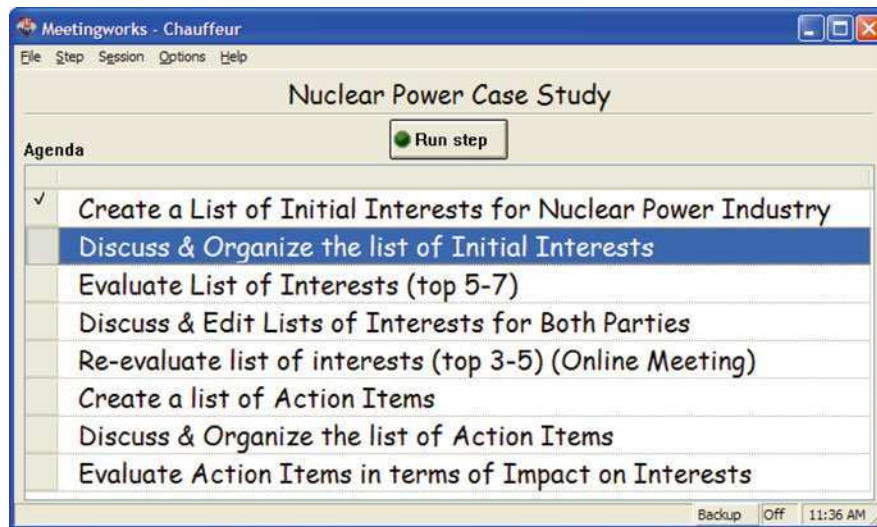 Meetingworks - Chauffeur
File Step Session Options Help
Nuclear Power Case Study
Run step
Agenda
√ Create a List of Initial Interests for Nuclear Power Industry
Discuss & Organize the list of Initial Interests
Evaluate List of Interests (top 5-7)
Discuss & Edit Lists of Interests for Both Parties
Re-evaluate list of interests (top 3-5) (Online Meeting)
Create a list of Action Items
Discuss & Organize the list of Action Items
Evaluate Action Items in terms of Impact on Interests
Backup Off 11:36 AM